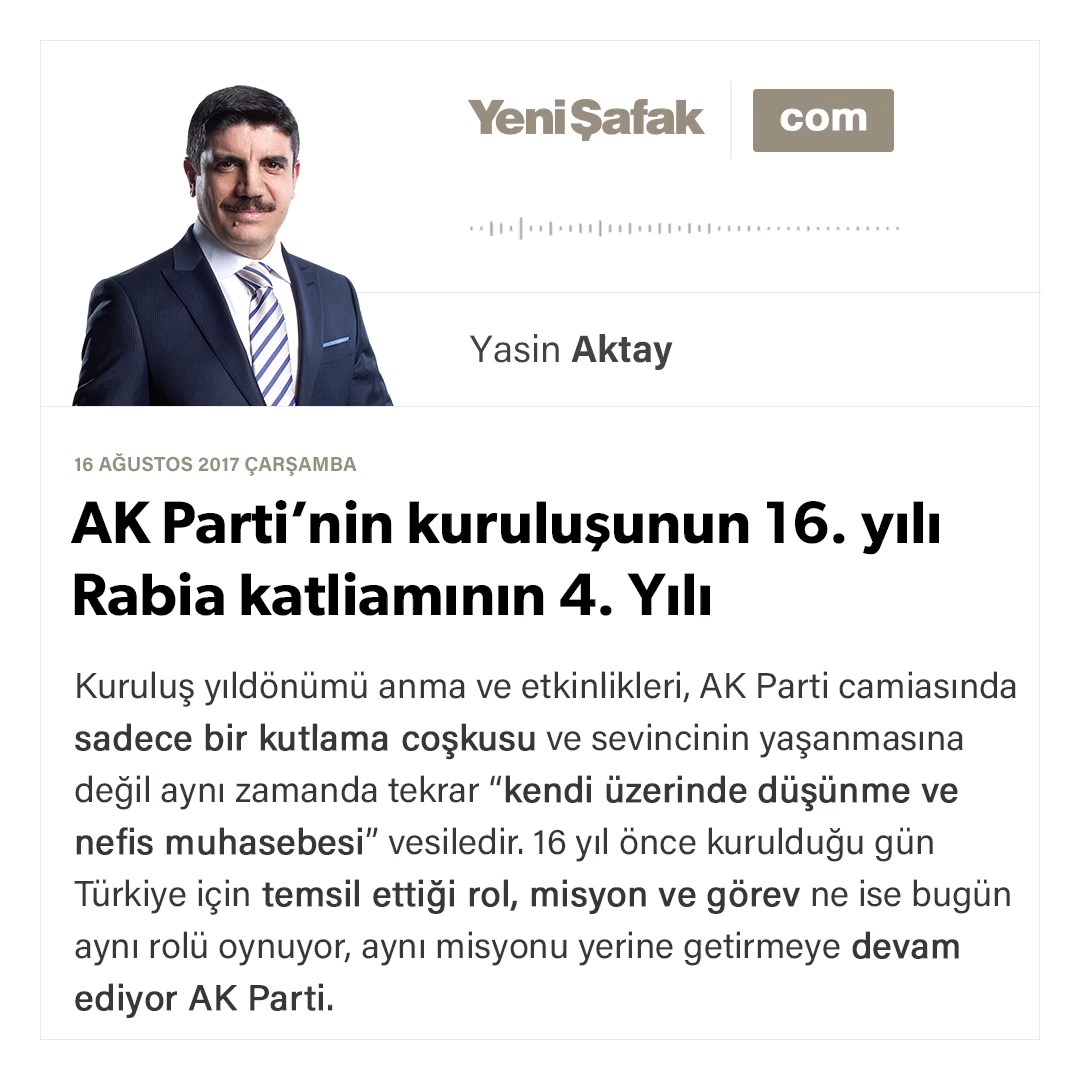 YeniŞafak com
Yasin Aktay
16 AĞUSTOS 2017 ÇARŞAMBA
AK Parti’nin kuruluşunun 16. yılı
Rabia katliamının 4. Yılı
Kuruluş yıldönümü anma ve etkinlikleri, AK Parti camiasında
sadece bir kutlama coşkusu ve sevincinin yaşanmasına
değil aynı zamanda tekrar “kendi üzerinde düşünme ve
nefis muhasebesi” vesiledir. 16 yıl önce kurulduğu gün
Türkiye için temsil ettiği rol, misyon ve görev ne ise bugün
aynı rolü oynuyor, aynı misyonu yerine getirmeye devam
ediyor AK Parti.